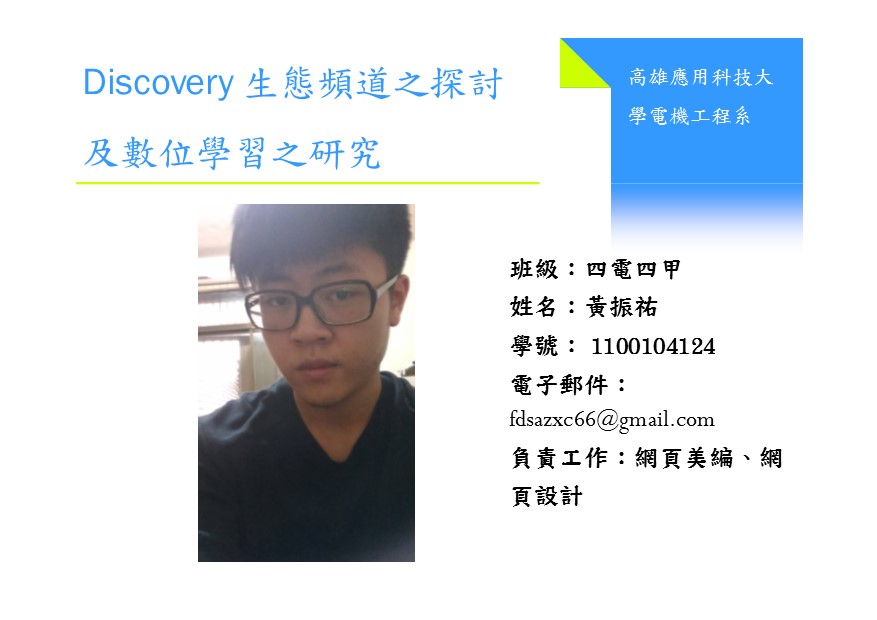 Discovery 生態頻道之探討
及數位學習之研究
高雄應用科技大
學電機工程系
班級：四電四甲
姓名：黃振祐
學號： 1100104124
電子郵件：
fdsazxc66@gmail.com
負責工作：網頁美編、網
頁設計